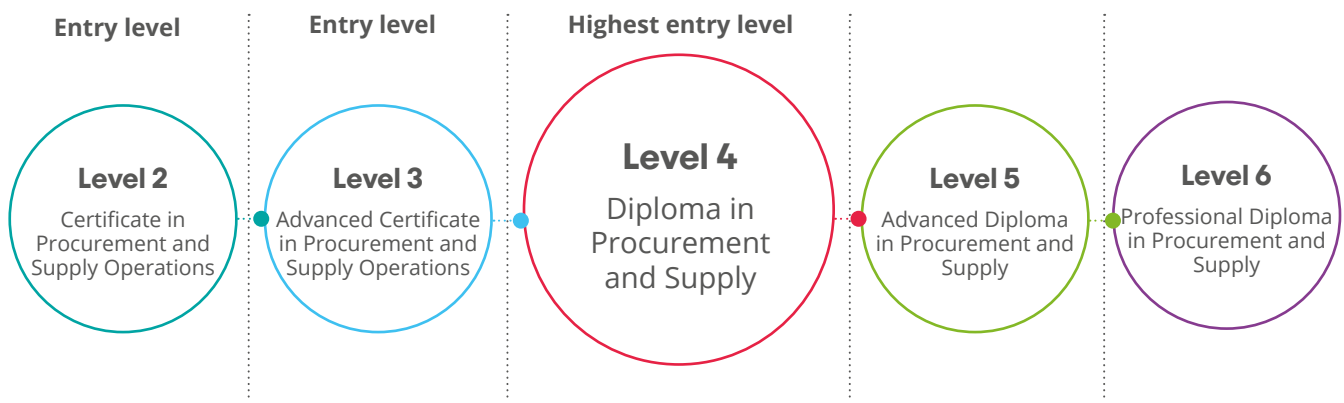 Entry level
Entry level
Highest entry level
Level 2
Certificate in
Procurement and
Supply Operations
Level 3
Advanced Certificate
in Procurement and
Supply Operations
Level 4
Diploma in
Procurement
and Supply
Level 5
Advanced Diploma
in Procurement and
Supply
Level 6
Professional Diploma
in Procurement and
Supply